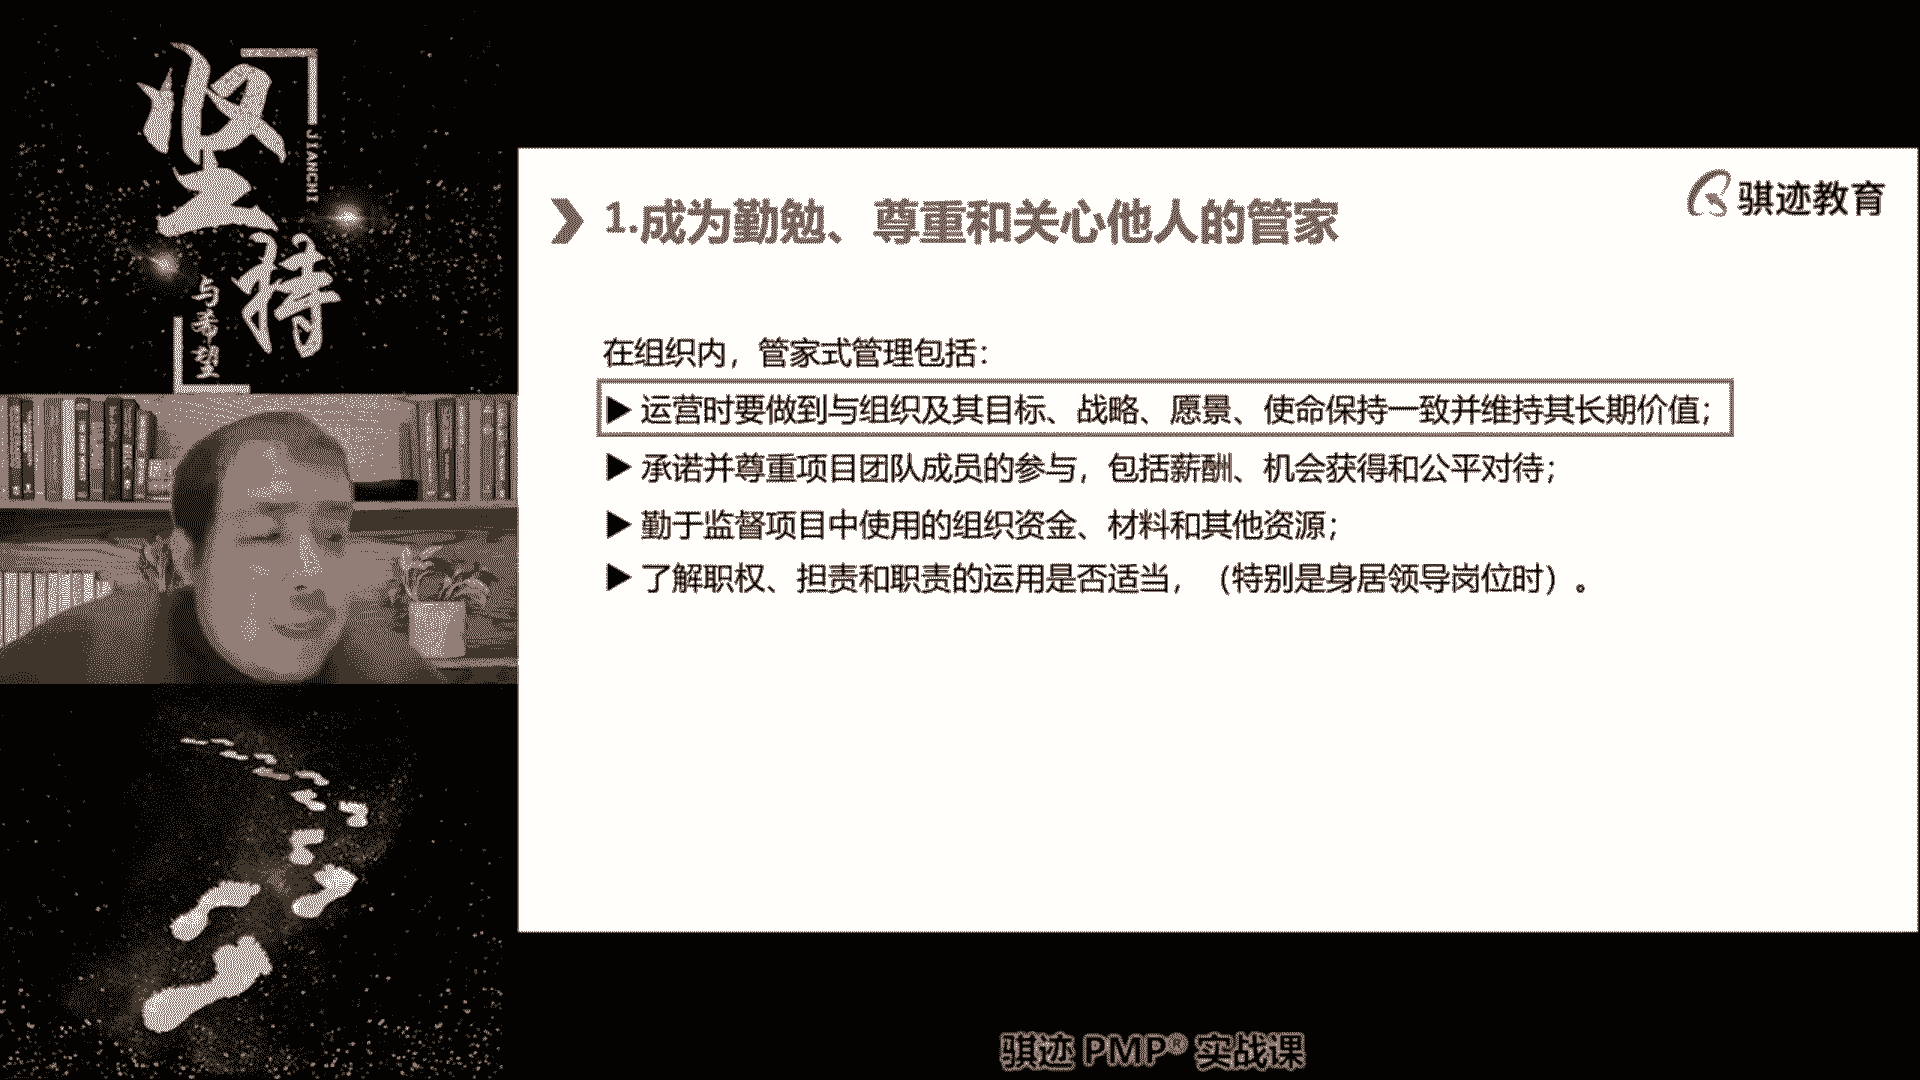 坚持
JIANCHI
与希望
骐迹教育
1.成为勤勉、尊重和关心他人的管家
在组织内，管家式管理包括：
▶ 运营时要做到与组织及其目标、战略、愿景、使命保持一致并维持其长期价值；
▶ 承诺并尊重项目团队成员的参与，包括薪酬、机会获得和公平对待；
▶ 勤于监督项目中使用的组织资金、材料和其他资源；
▶ 了解职权、担责和职责的运用是否适当，（特别是身居领导岗位时）。
骐迹 PMP® 实战课